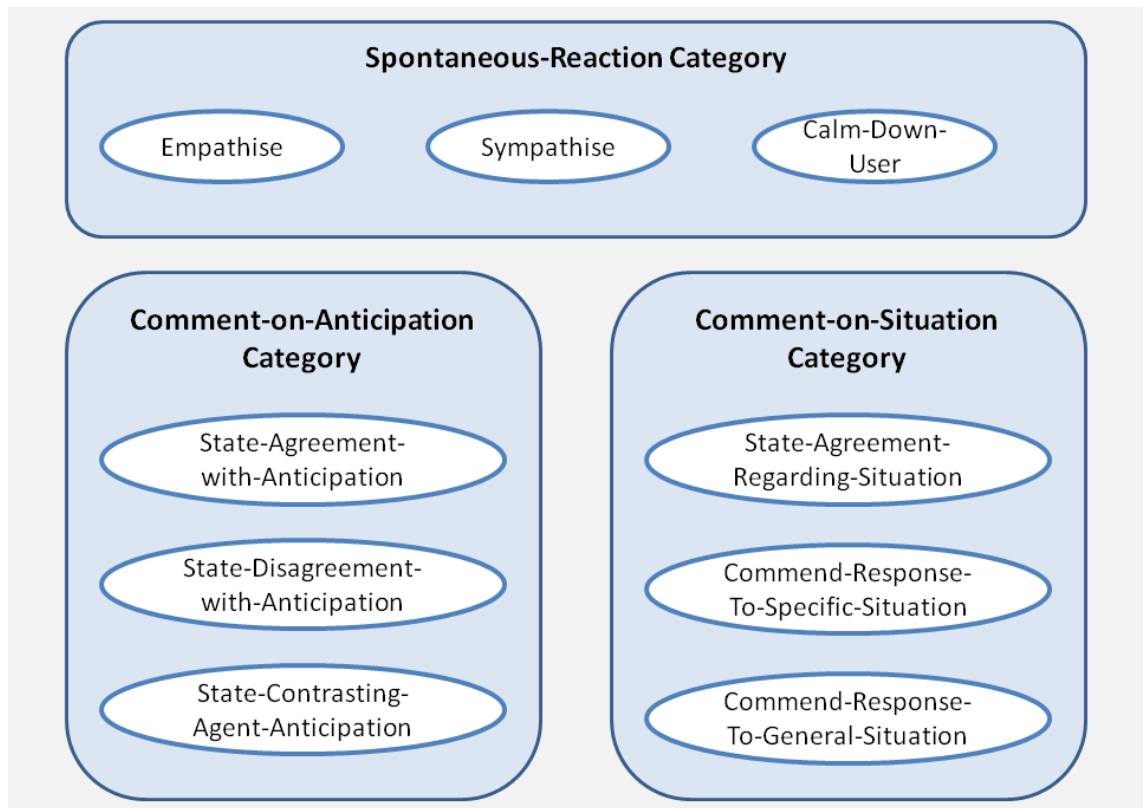 Spontaneous-Reaction Category
Empathise
Sympathise
Calm-Down-
User
Comment-on-Anticipation
Category
State-Agreement-
with-Anticipation
State-Disagreement-
with-Anticipation
State-Contrasting-
Agent-Anticipation
Comment-on-Situation
Category
State-Agreement-
Regarding-Situation
Commend-Response-
To-Specific-Situation
Commend-Response-
To-General-Situation